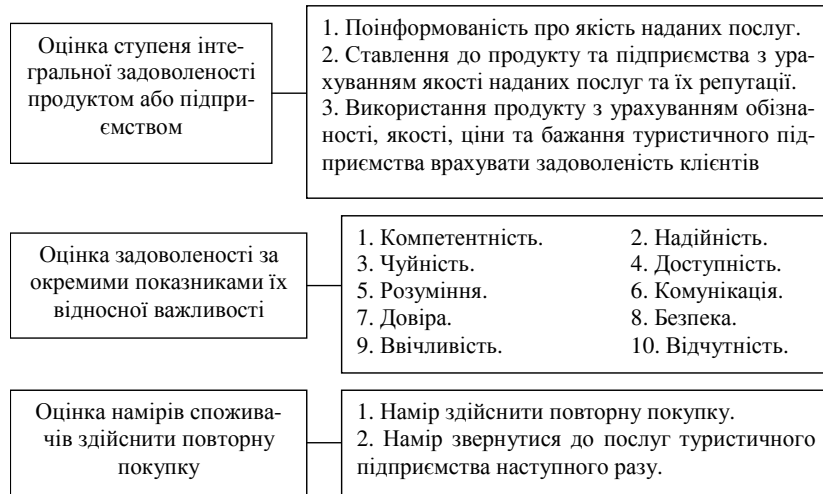 Оцінка ступеня інте-
гральної задоволеності
продуктом або підпри-
ємством
1. Поінформованість про якість наданих послуг.
2. Ставлення до продукту та підприємства з ура-
хуванням якості наданих послуг та їх репутації.
3. Використання продукту з урахуванням обізна-
ності, якості, ціни та бажання туристичного під-
приємства врахувати задоволеність клієнтів
Оцінка задоволеності за
окремими показниками їх
відносної важливості
1. Компетентність. 2. Надійність.
3. Чуйність. 4. Доступність.
5. Розуміння. 6. Комунікація.
7. Довіра. 8. Безпека.
9. Ввічливість. 10. Відчутність.
Оцінка намірів спожива-
чів здійснити повторну
покупку
1. Намір здійснити повторну покупку.
2. Намір звернутися до послуг туристичного
підприємства наступного разу.